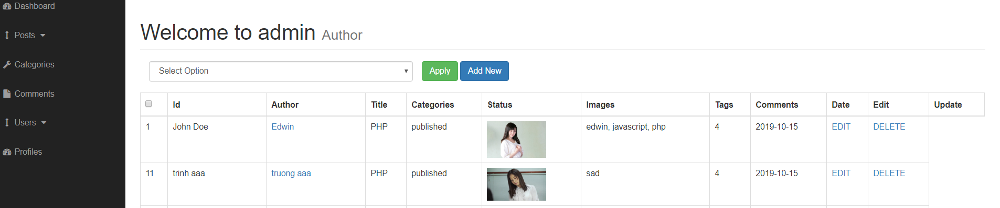 Dashboard
Posts
Categories
Comments
Users
Profiles
Welcome to admin Author
Select Option Apply Add New
Id Author Title Categories Status Images Tags Comments Date Edit Update
1 John Doe Edwin PHP published edwin, javascript, php 4 2019-10-15 EDIT DELETE
11 trinh aaa truong aaa PHP published sad 4 2019-10-15 EDIT DELETE